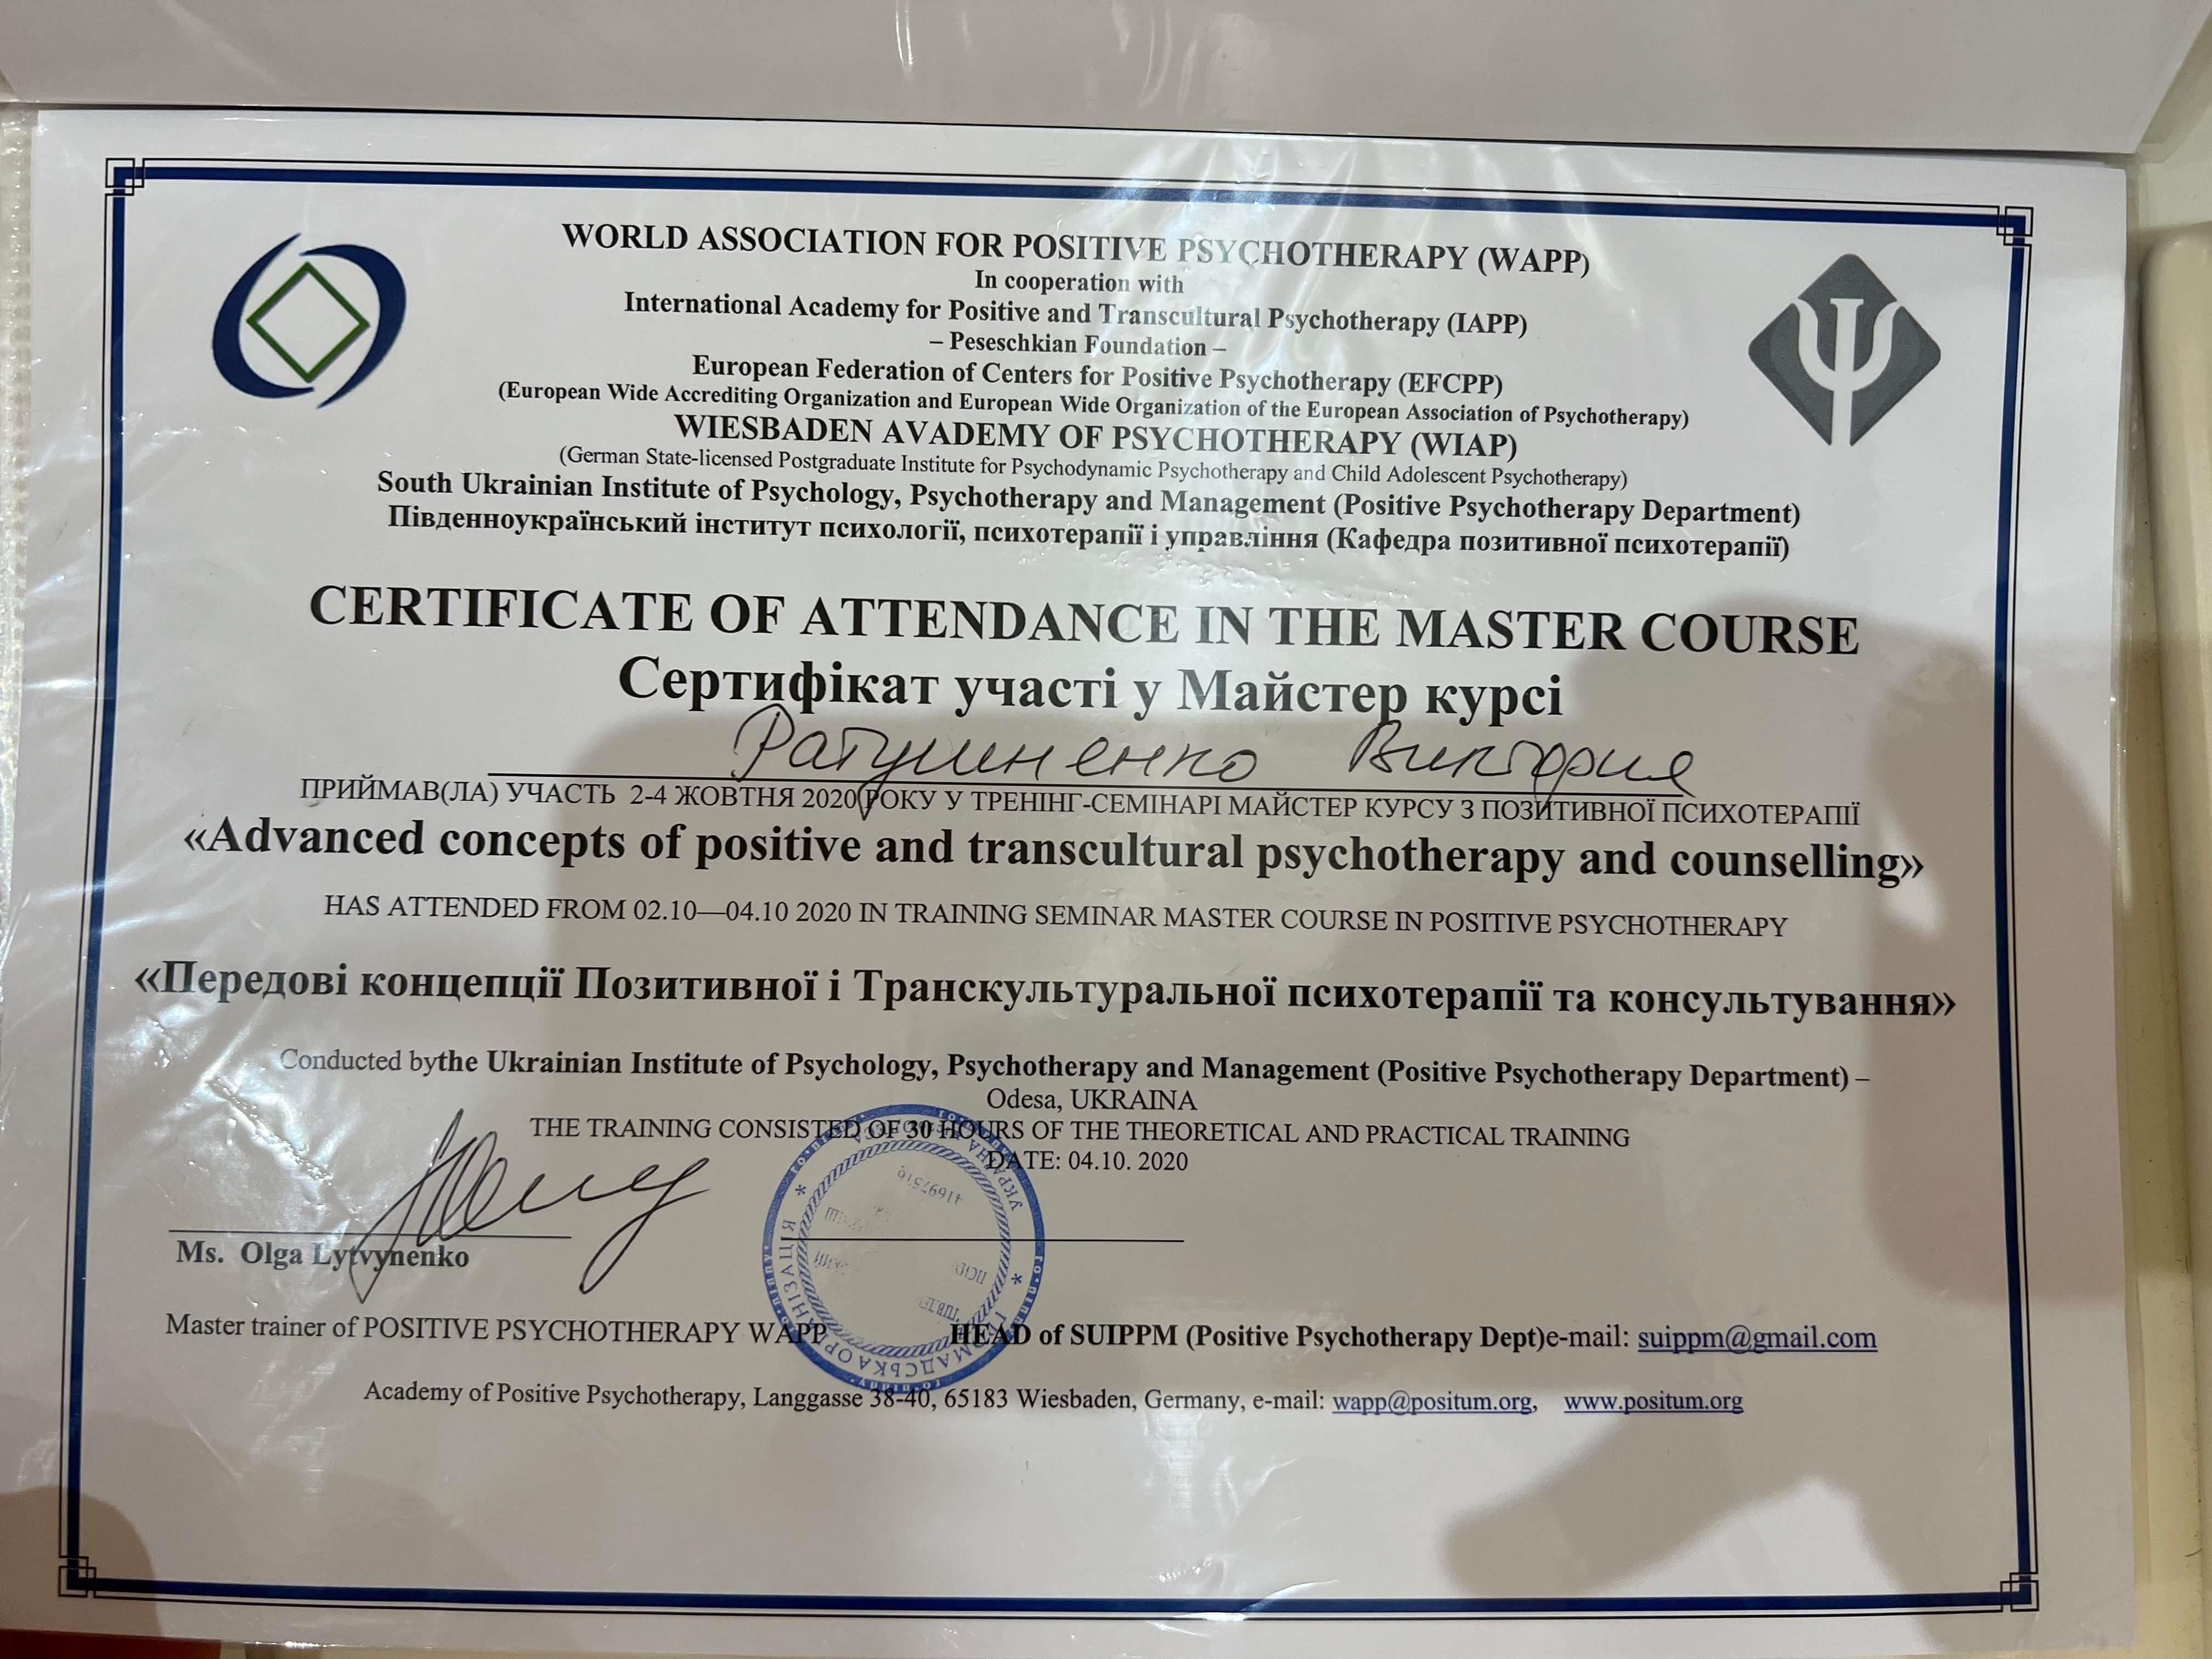 WORLD ASSOCIATION FOR POSITIVE PSYCHOTHERAPY (WAPP)
In cooperation with
International Academy for Positive and Transcultural Psychotherapy (IAPP)
– Peseschkian Foundation –
European Federation of Centers for Positive Psychotherapy (EFCPP)
(European Wide Accrediting Organization and European Wide Organization of the European Association of Psychotherapy)
WIESBADEN AVADEMY OF PSYCHOTHERAPY (WIAP)
(German State-licensed Postgraduate Institute for Psychodynamic Psychotherapy and Child Adolescent Psychotherapy)
South Ukrainian Institute of Psychology, Psychotherapy and Management (Positive Psychotherapy Department)
Південноукраїнський інститут психології, психотерапії і управління (Кафедра позитивної психотерапії)
CERTIFICATE OF ATTENDANCE IN THE MASTER COURSE
Сертифікат участі у Майстер курсі
Ратушненко Виктория
ПРИЙМАВ(ЛА) УЧАСТЬ 2-4 ЖОВТНЯ 2020 РОКУ У ТРЕНІНГ-СЕМІНАРІ МАЙСТЕР КУРСУ З ПОЗИТИВНОЇ ПСИХОТЕРАПІЇ
«Advanced concepts of positive and transcultural psychotherapy and counselling»
HAS ATTENDED FROM 02.10—04.10 2020 IN TRAINING SEMINAR MASTER COURSE IN POSITIVE PSYCHOTHERAPY
«Передові концепції Позитивної і Транскультуральної психотерапії та консультування»
Conducted bythe Ukrainian Institute of Psychology, Psychotherapy and Management (Positive Psychotherapy Department) –
Odesa, UKRAINA
THE TRAINING CONSISTED OF 30 HOURS OF THE THEORETICAL AND PRACTICAL TRAINING
DATE: 04.10. 2020
УКРАЇНА
ГРОМАДСЬКА ОРГАНІЗАЦІЯ
41697516
Ms. Olga Lytvynenko
Master trainer of POSITIVE PSYCHOTHERAPY WAPP
HEAD of SUIPPM (Positive Psychotherapy Dept)e-mail: suippm@gmail.com
Academy of Positive Psychotherapy, Langgasse 38-40, 65183 Wiesbaden, Germany, e-mail: wapp@positum.org, www.positum.org